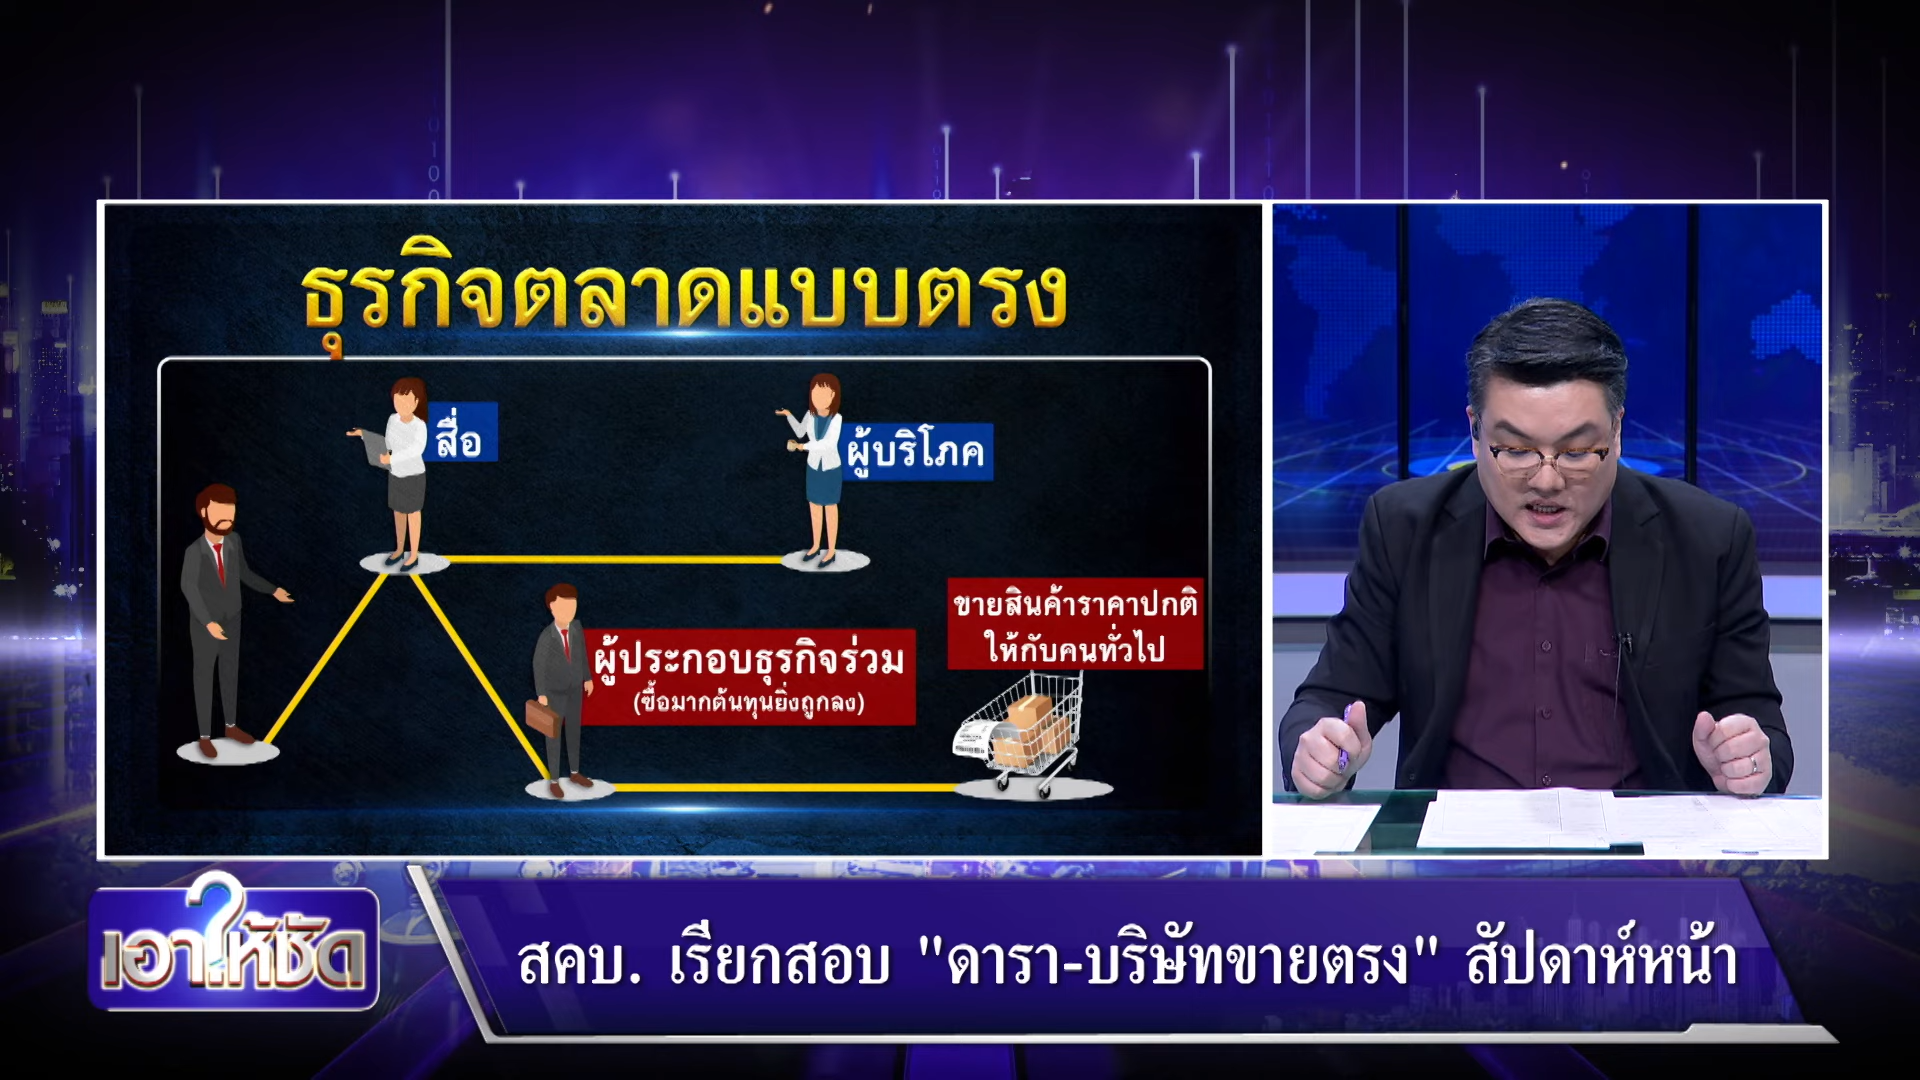 ธุรกิจตลาดแบบตรง
สื่อ
ผู้บริโภค
ขายสินค้าราคาปกติ
ให้กับคนทั่วไป
ผู้ประกอบธุรกิจร่วม
(ซื้อมากต้นทุนยิ่งถูกลง)
เอาให้ชัด
สคบ. เรียกสอบ "ดารา-บริษัทขายตรง" สัปดาห์หน้า